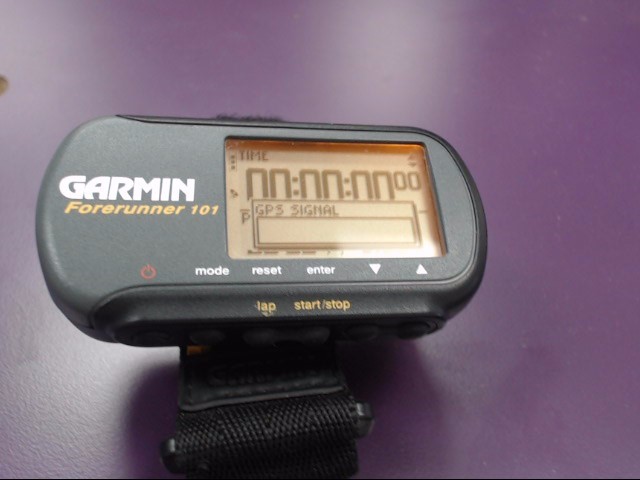 GARMIN
Forerunner 101
TIME
00:00:0000
GPS SIGNAL
mode reset enter
lap start/stop